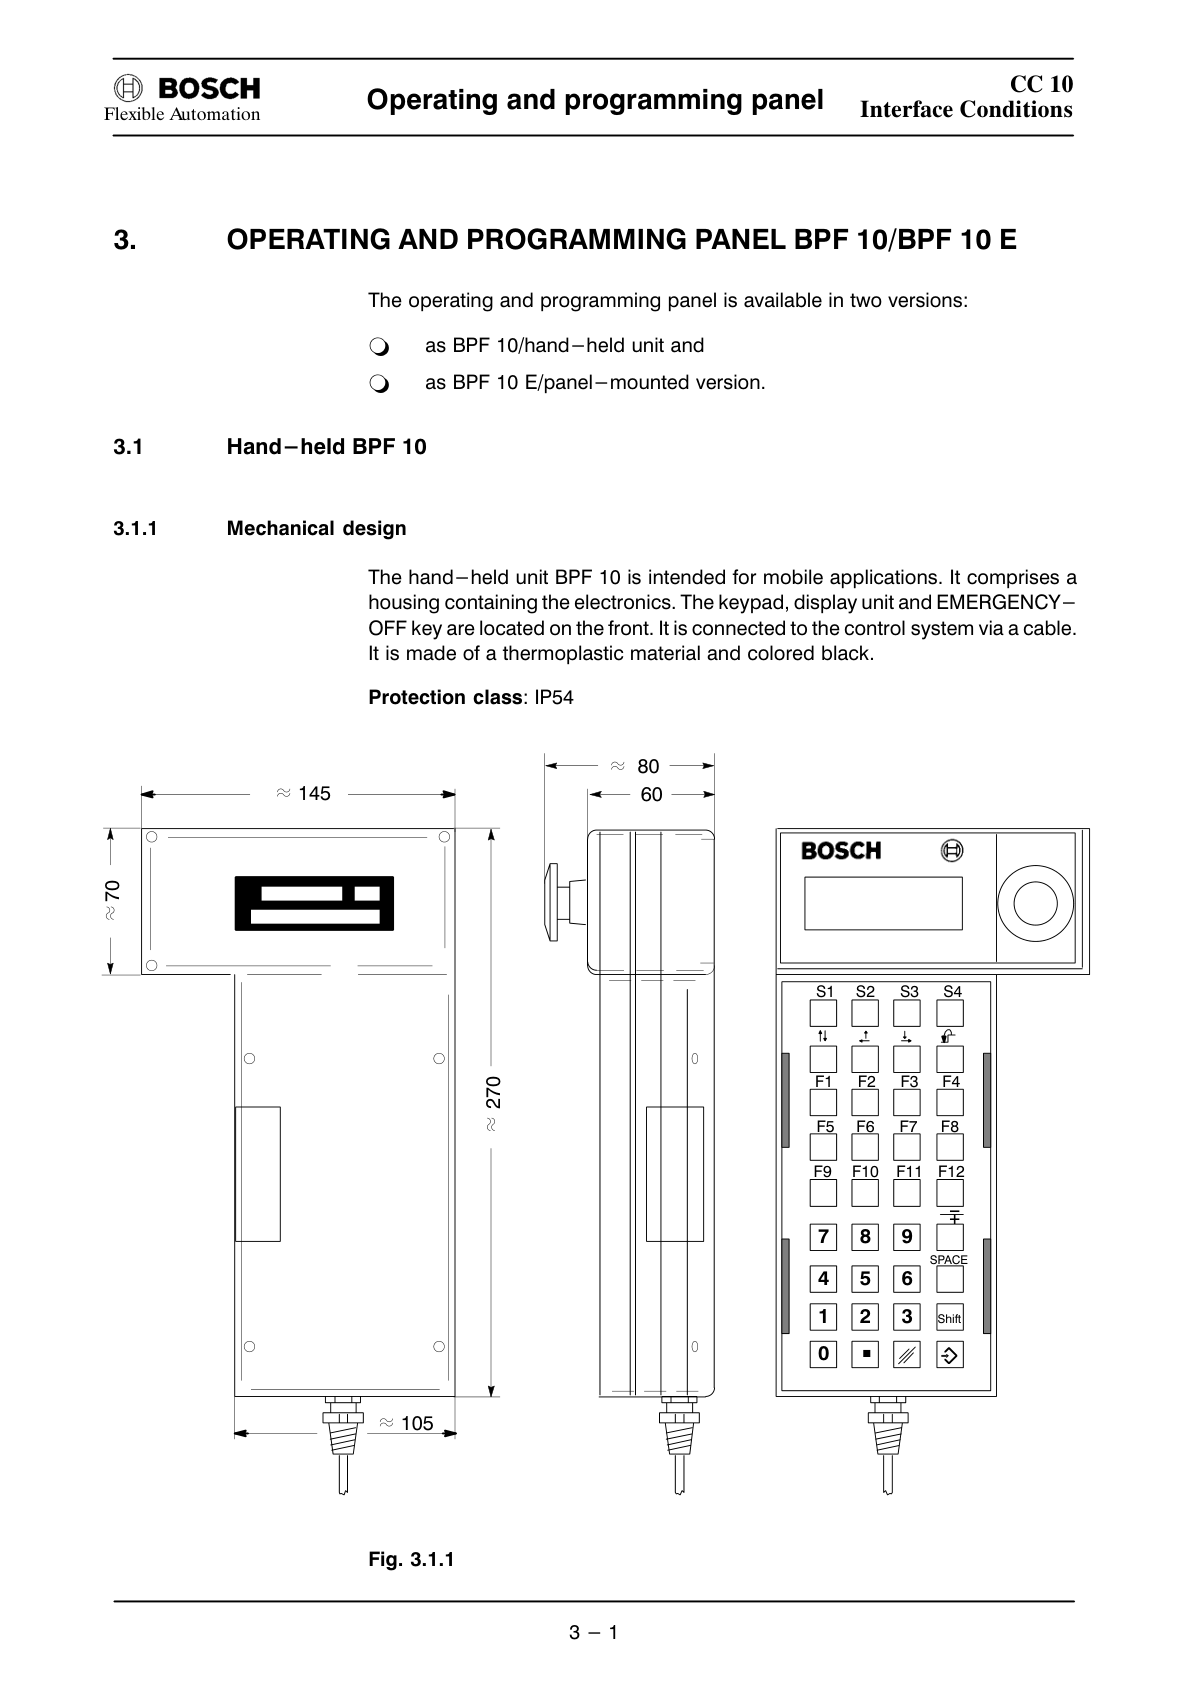 BOSCH
Flexible Automation
Operating and programming panel
CC 10
Interface Conditions
3. OPERATING AND PROGRAMMING PANEL BPF 10/BPF 10 E
The operating and programming panel is available in two versions:
❍ as BPF 10/hand−held unit and
❍ as BPF 10 E/panel−mounted version.
3.1 Hand−held BPF 10
3.1.1 Mechanical design
The hand−held unit BPF 10 is intended for mobile applications. It comprises a
housing containing the electronics. The keypad, display unit and EMERGENCY−
OFF key are located on the front. It is connected to the control system via a cable.
It is made of a thermoplastic material and colored black.
Protection class: IP54
≈ 80
≈ 145
60
≈ 70
≈ 270
≈ 105
BOSCH
S1 S2 S3 S4
F1 F2 F3 F4
F5 F6 F7 F8
F9 F10 F11 F12
7 8 9
SPACE
4 5 6
1 2 3 Shift
0 ▪
Fig. 3.1.1
3 − 1